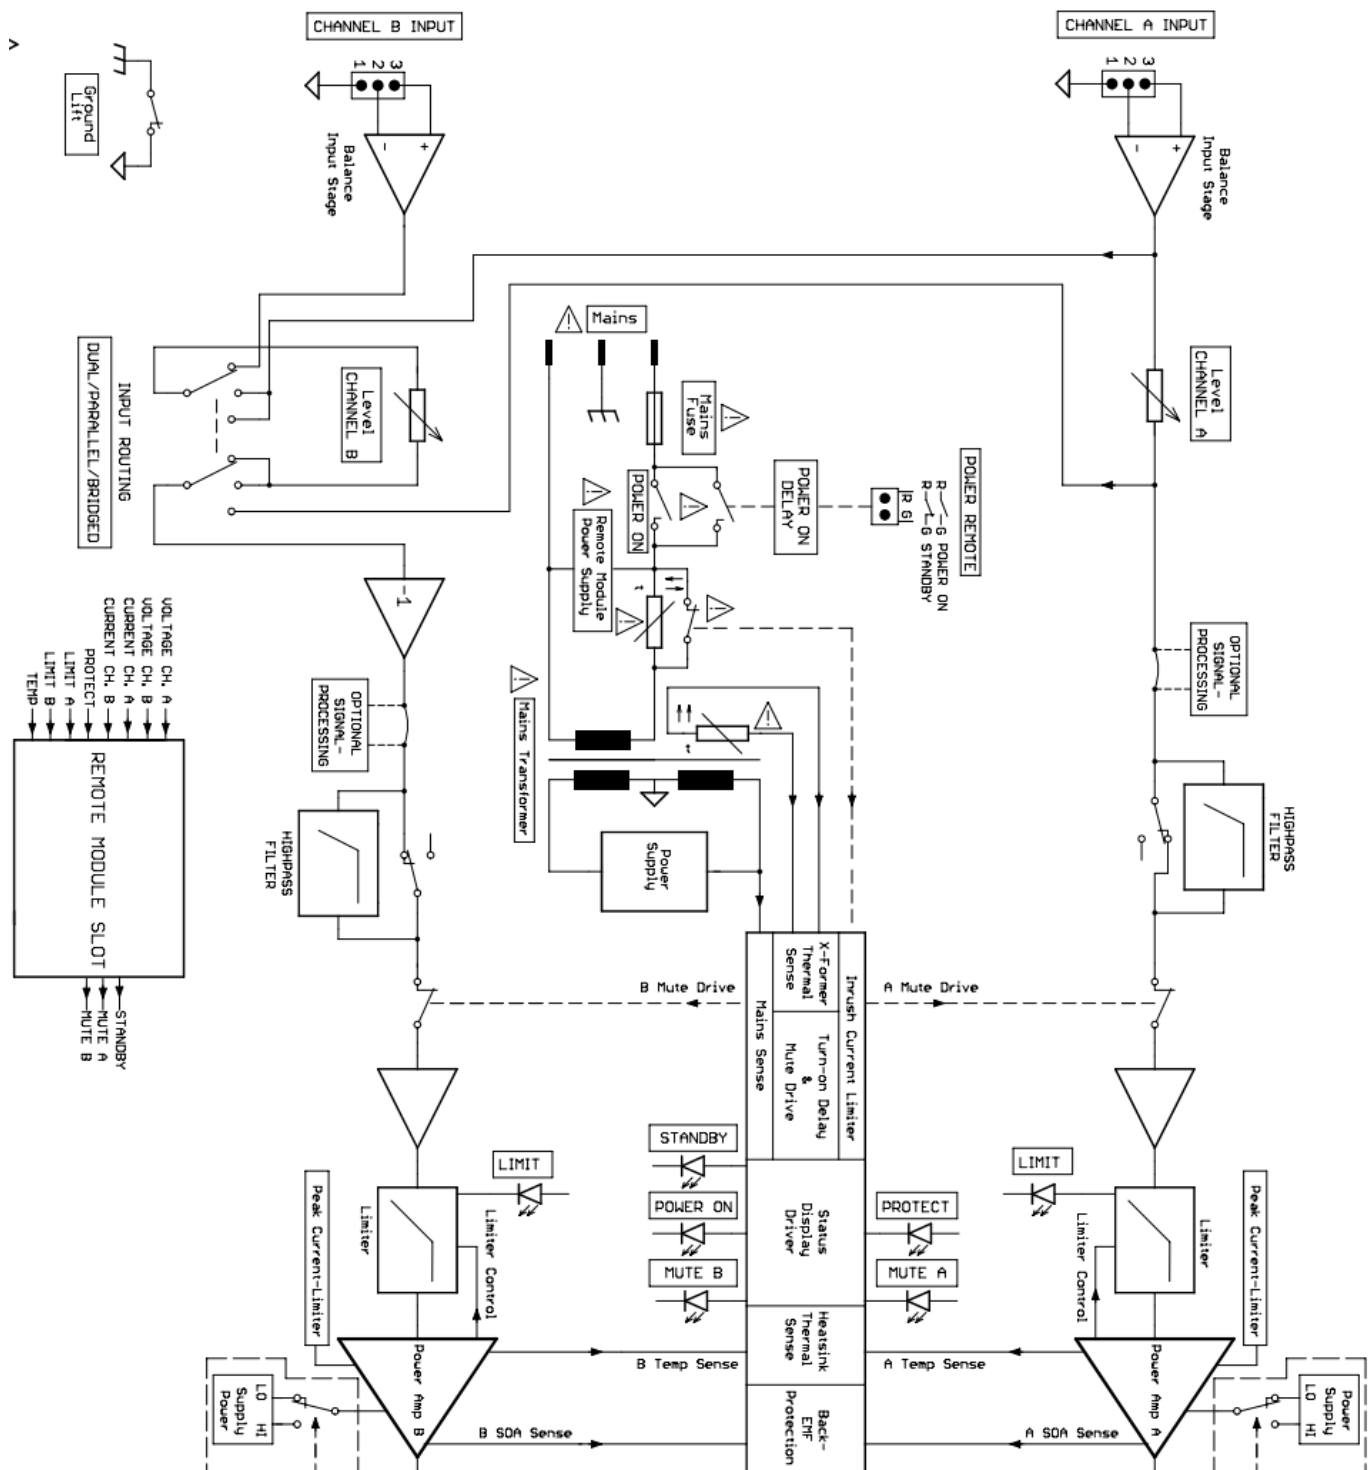 CHANNEL B INPUT
CHANNEL A INPUT
>
1 2 3
1 2 3
Ground
Lift
- +
- +
Balance
Input Stage
Balance
Input Stage
Mains
INPUT ROUTING
DUAL/PARALLEL/BRIDGED
Level
CHANNEL B
Mains
Fuse
Level
CHANNEL A
POWER ON
POWER ON
DELAY
R G
POWER REMOTE
R G POWER ON
R G STANDBY
Remote Module
Power Supply
t
-1
OPTIONAL
SIGNAL-
PROCESSING
OPTIONAL
SIGNAL-
PROCESSING
VOLTAGE CH. A
VOLTAGE CH. B
CURRENT CH. A
CURRENT CH. B
PROTECT
LIMIT A
LIMIT B
TEMP
REMOTE MODULE SLOT
STANDBY
MUTE A
MUTE B
Mains Transformer
t
Power
Supply
HIGHPASS
FILTER
HIGHPASS
FILTER
B Mute Drive
A Mute Drive
Inrush Current Limiter
X-Former
Thermal
Sense
Turn-on Delay
&
Mute Drive
Mains Sense
STANDBY
POWER ON
MUTE B
PROTECT
MUTE A
Status
Display
Driver
LIMIT
LIMIT
Limiter
Limiter Control
Peak Current-Limiter
Limiter
Limiter Control
Peak Current-Limiter
Heatsink
Thermal
Sense
B Temp Sense
A Temp Sense
Back-
EMF
Protection
B SOA Sense
A SOA Sense
Power Amp B
Power Amp A
LO HI
Supply
Power
Power
Supply
LO HI